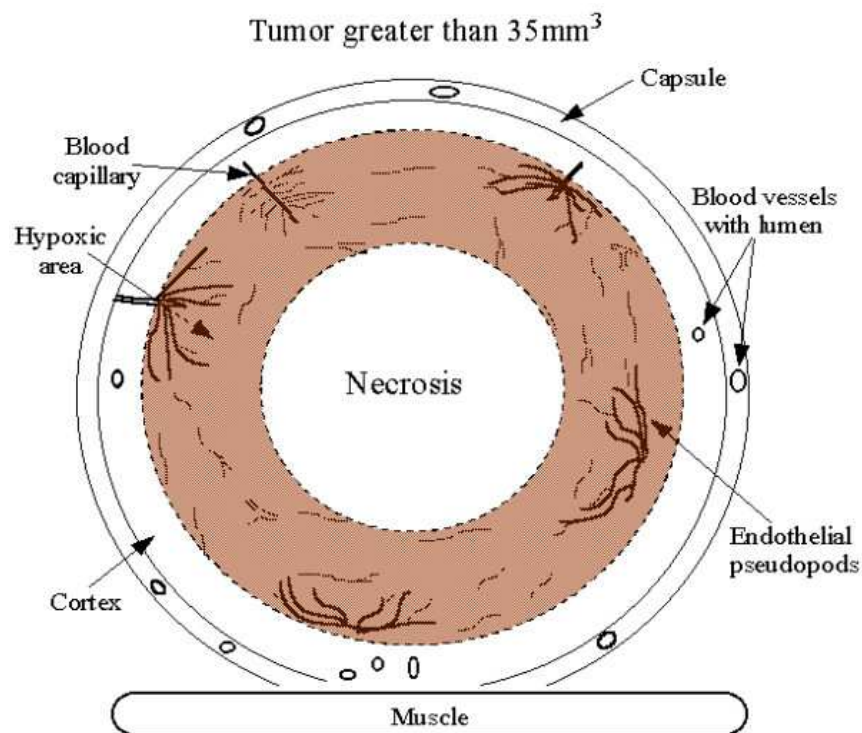 Tumor greater than 35mm³
Capsule
Blood
capillary
Blood vessels
with lumen
Hypoxic
area
Necrosis
Endothelial
pseudopods
Cortex
Muscle